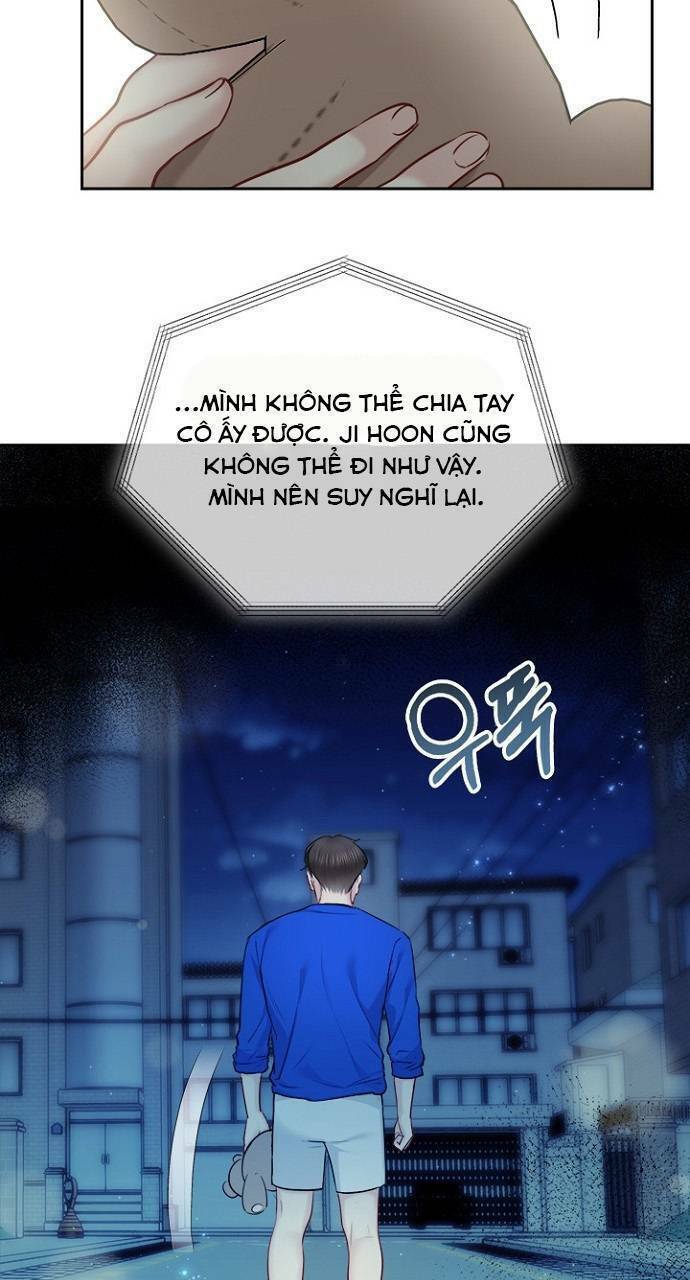 ...MÌNH KHÔNG THỂ CHIA TAY
CÔ ẤY ĐƯỢC. JI HOON CŨNG
KHÔNG THỂ ĐI NHƯ VẬY.
MÌNH NÊN SUY NGHĨ LẠI.
우뚝